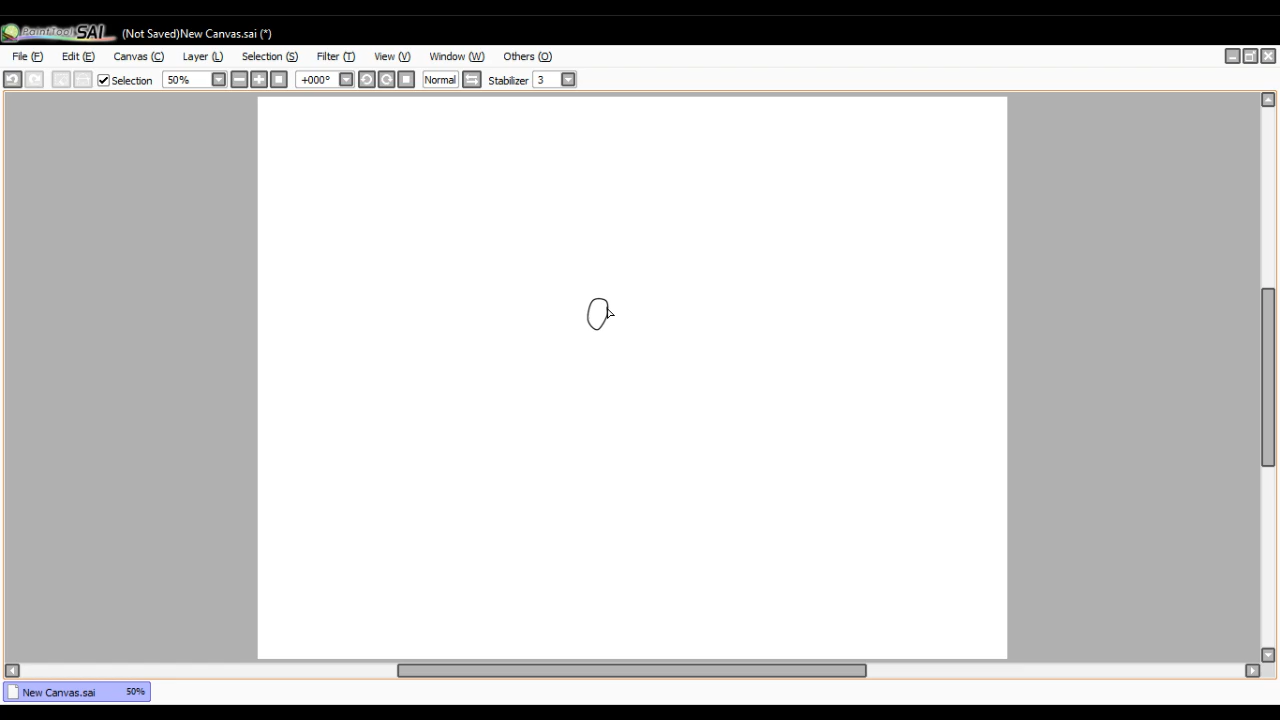 PaintTool SAI (Not Saved)New Canvas.sai (*)
File (F) Edit (E) Canvas (C) Layer (L) Selection (S) Filter (T) View (V) Window (W) Others (O)
Selection 50% +000° Normal Stabilizer 3
New Canvas.sai 50%